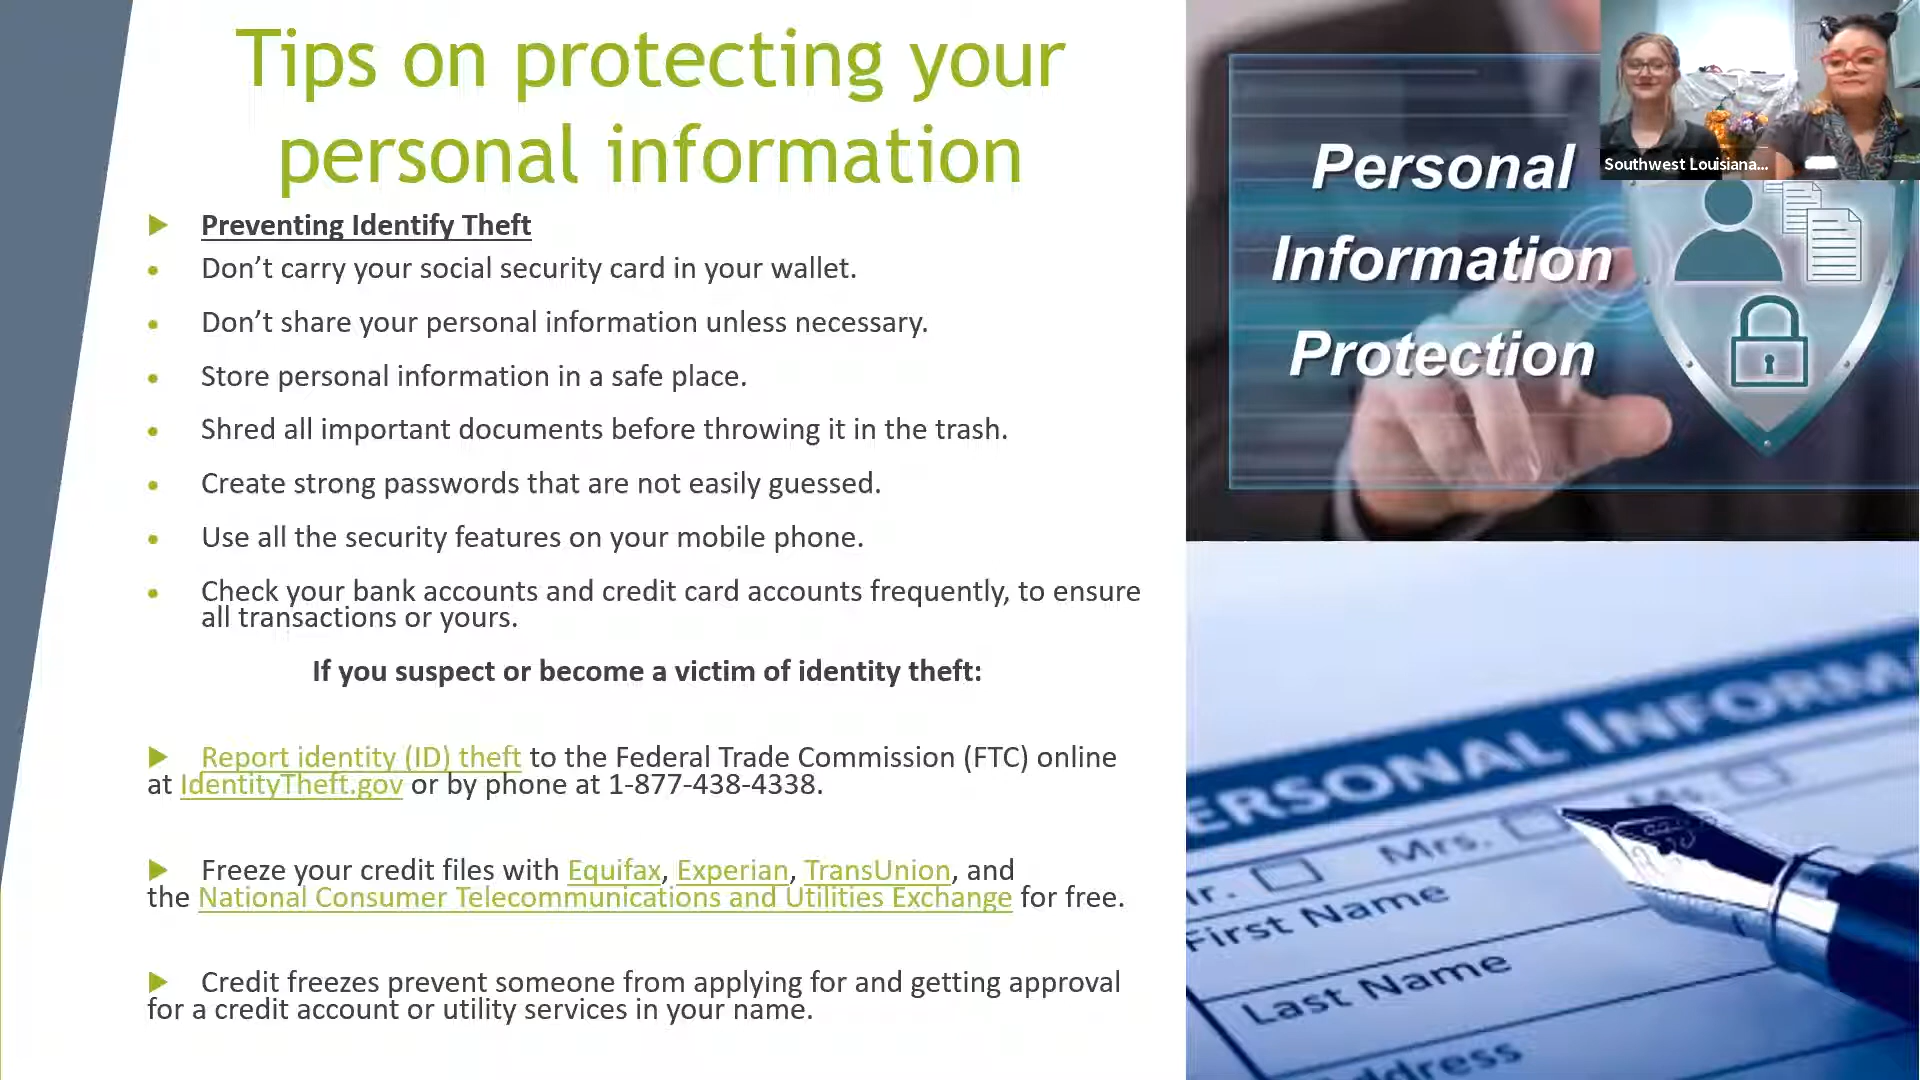 Tips on protecting your
personal information
Preventing Identify Theft
Don’t carry your social security card in your wallet.
Don’t share your personal information unless necessary.
Store personal information in a safe place.
Shred all important documents before throwing it in the trash.
Create strong passwords that are not easily guessed.
Use all the security features on your mobile phone.
Check your bank accounts and credit card accounts frequently, to ensure
all transactions or yours.
If you suspect or become a victim of identity theft:
Report identity (ID) theft to the Federal Trade Commission (FTC) online
at IdentityTheft.gov or by phone at 1-877-438-4338.
Freeze your credit files with Equifax, Experian, TransUnion, and
the National Consumer Telecommunications and Utilities Exchange for free.
Credit freezes prevent someone from applying for and getting approval
for a credit account or utility services in your name.
Personal
Information
Protection
Southwest Louisiana...
ERSONAL INFORMA
Mr. Mrs. Ms.
First Name
Last Name
Address